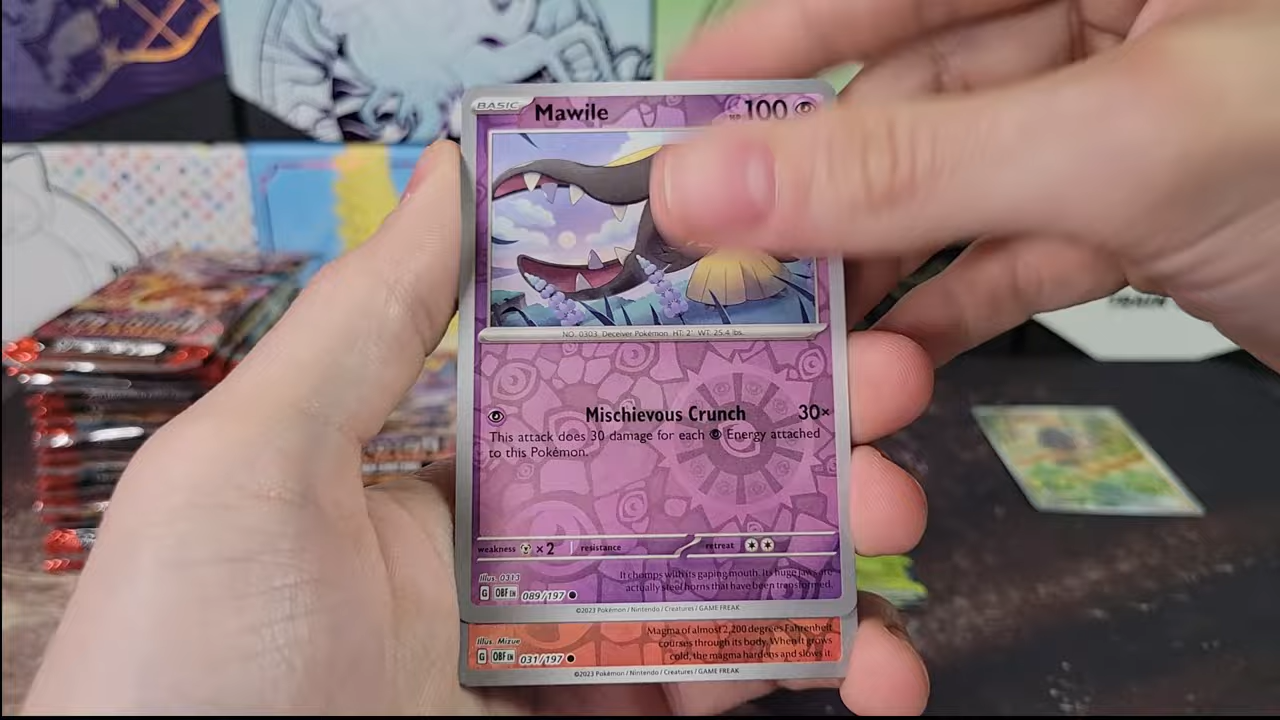 BASIC Mawile HP 100
NO. 0303. Deceiver Pokémon. HT: 2' WT: 25.4 lbs.
Mischievous Crunch 30×
This attack does 30 damage for each Energy attached
to this Pokémon.
weakness ×2 resistance retreat
Illus. 0313
It chomps with its gaping mouth. Its huge jaws are
actually steel horns that have been transformed.
G OBF EN 089/197
©2023 Pokémon / Nintendo / Creatures / GAME FREAK
Illus. Mizue
Magma of almost 2,200 degrees Fahrenheit
courses through its body. When it grows
cold, the magma hardens and slows it.
G OBF EN 031/197
©2023 Pokémon / Nintendo / Creatures / GAME FREAK